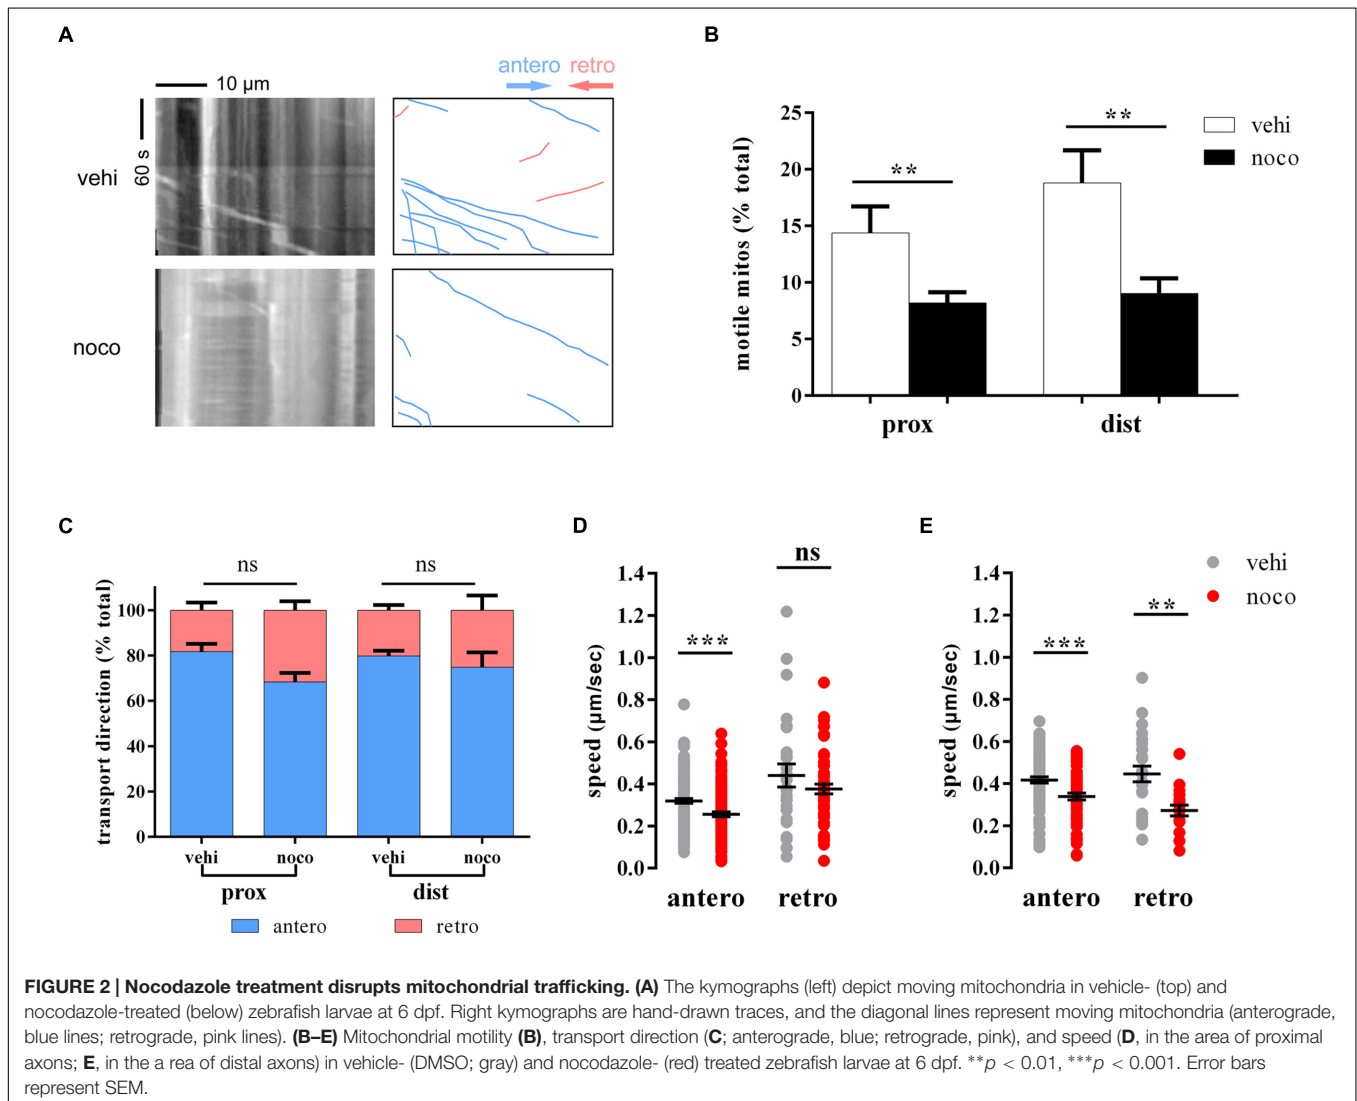 A
antero retro
10 µm
60 s
vehi
noco
B
motile mitos (% total)
25
20
15
10
5
0
**
**
vehi
noco
prox dist
C
transport direction (% total)
100
80
60
40
20
0
ns ns
vehi noco vehi noco
prox dist
antero retro
D
speed (µm/sec)
1.4
1.2
1.0
0.8
0.6
0.4
0.2
0.0
*** ns
antero retro
E
speed (µm/sec)
1.4
1.2
1.0
0.8
0.6
0.4
0.2
0.0
*** **
antero retro
vehi
noco
FIGURE 2 | Nocodazole treatment disrupts mitochondrial trafficking. (A) The kymographs (left) depict moving mitochondria in vehicle- (top) and
nocodazole-treated (below) zebrafish larvae at 6 dpf. Right kymographs are hand-drawn traces, and the diagonal lines represent moving mitochondria (anterograde,
blue lines; retrograde, pink lines). (B–E) Mitochondrial motility (B), transport direction (C; anterograde, blue; retrograde, pink), and speed (D, in the area of proximal
axons; E, in the a rea of distal axons) in vehicle- (DMSO; gray) and nocodazole- (red) treated zebrafish larvae at 6 dpf. **p < 0.01, ***p < 0.001. Error bars
represent SEM.